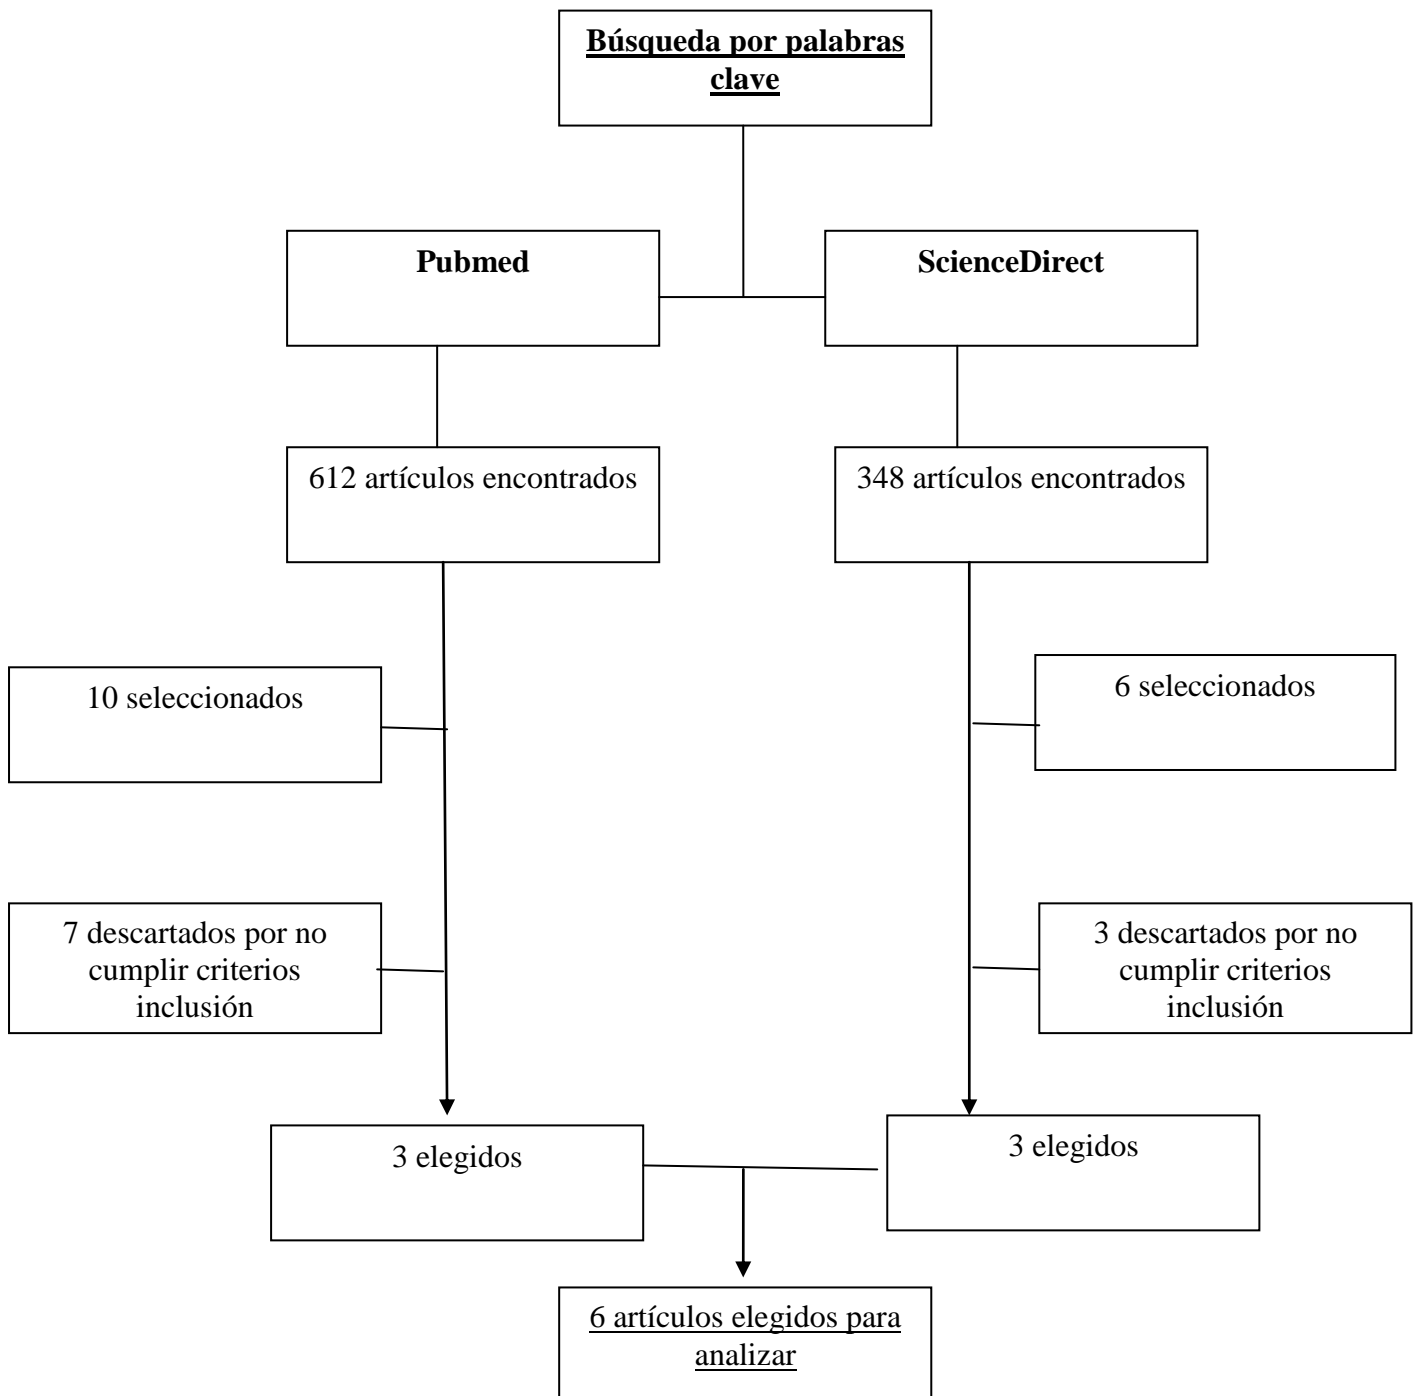 Búsqueda por palabras
clave
Pubmed
ScienceDirect
612 artículos encontrados
348 artículos encontrados
10 seleccionados
6 seleccionados
7 descartados por no
cumplir criterios
inclusión
3 descartados por no
cumplir criterios
inclusión
3 elegidos
3 elegidos
6 artículos elegidos para
analizar